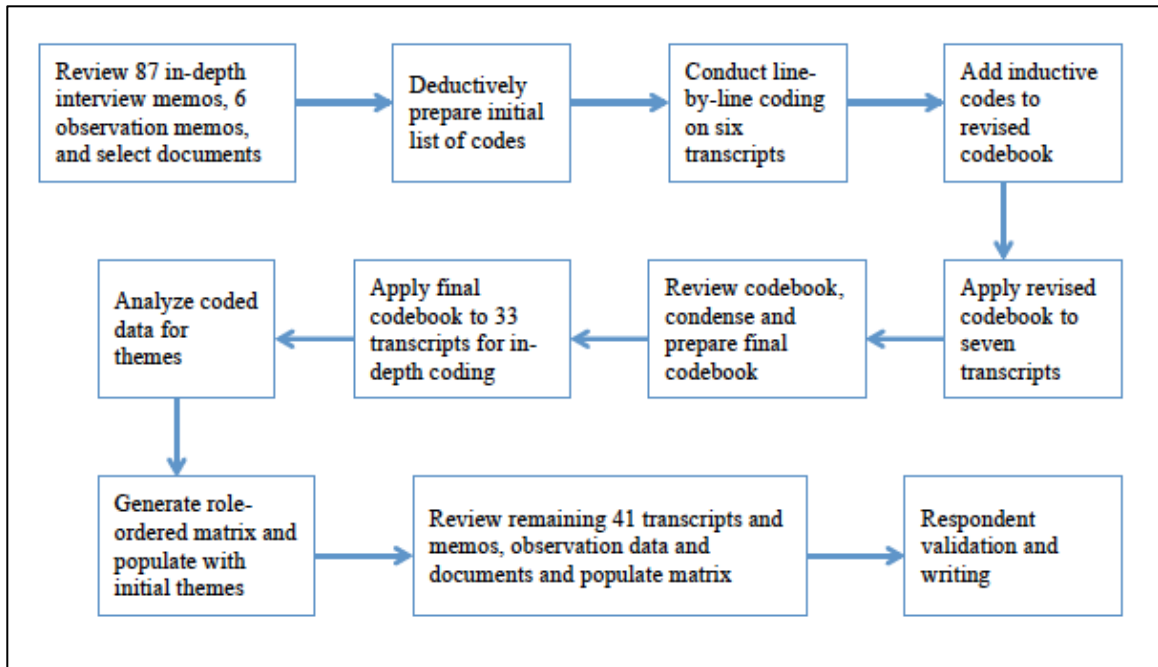 Review 87 in-depth
interview memos, 6
observation memos,
and select documents
Deductively
prepare initial
list of codes
Conduct line-
by-line coding
on six
transcripts
Add inductive
codes to
revised
codebook
Apply revised
codebook to
seven
transcripts
Review codebook,
condense and
prepare final
codebook
Apply final
codebook to 33
transcripts for in-
depth coding
Analyze coded
data for
themes
Generate role-
ordered matrix and
populate with
initial themes
Review remaining 41 transcripts and
memos, observation data and
documents and populate matrix
Respondent
validation and
writing